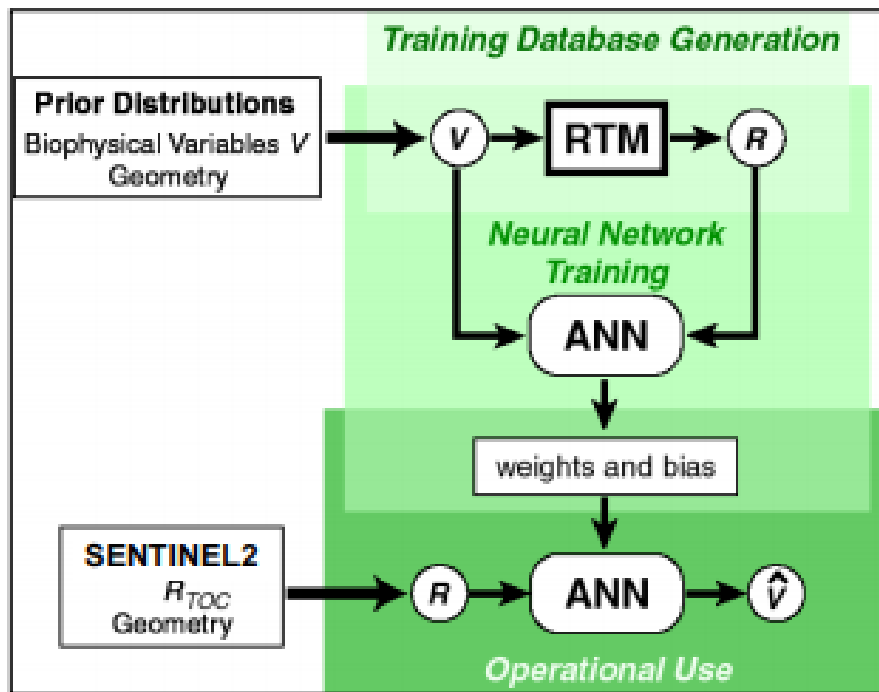 Training Database Generation
Prior Distributions
Biophysical Variables V
Geometry
V
RTM
R
Neural Network
Training
ANN
weights and bias
SENTINEL2
R_TOC
Geometry
R
ANN
V̂
Operational Use